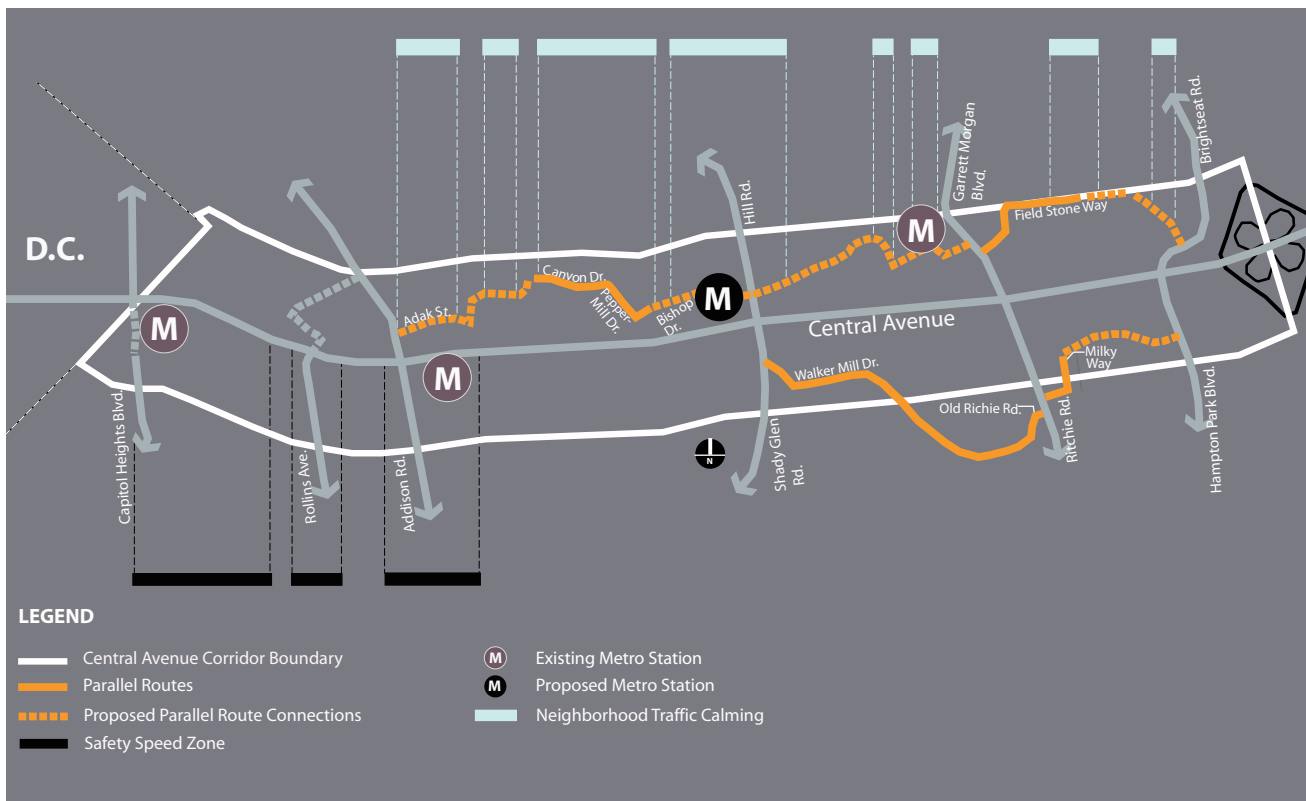 D.C.
Capitol Heights Blvd.
Rollins Ave.
Addison Rd.
Adak St.
Canyon Dr.
Pepper-
Mill Dr.
Bishop
Dr.
Hill Rd.
Shady Glen
Rd.
Garrett Morgan
Blvd.
Field Stone Way
Brightseat Rd.
Central Avenue
Walker Mill Dr.
Old Richie Rd.
Ritchie Rd.
Milky
Way
Hampton Park Blvd.
M
M
M
M
N
LEGEND
Central Avenue Corridor Boundary
Parallel Routes
Proposed Parallel Route Connections
Safety Speed Zone
M Existing Metro Station
M Proposed Metro Station
Neighborhood Traffic Calming